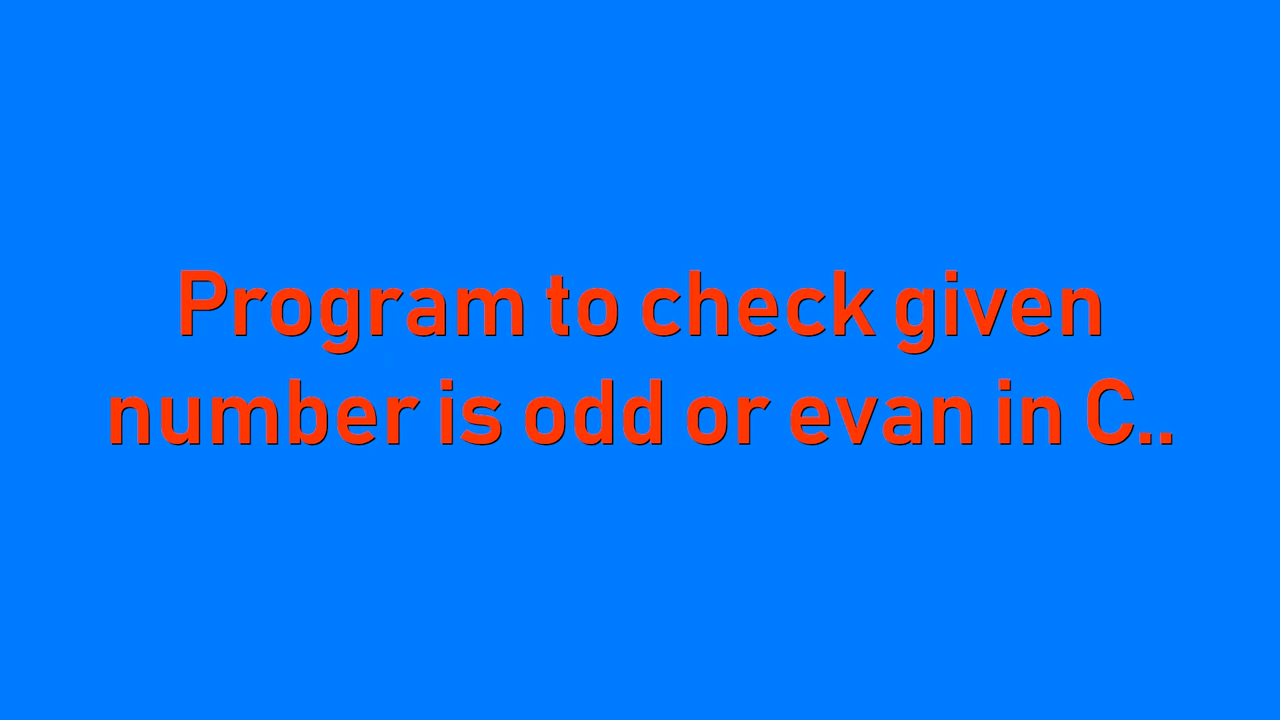 Program to check given
number is odd or evan in C..